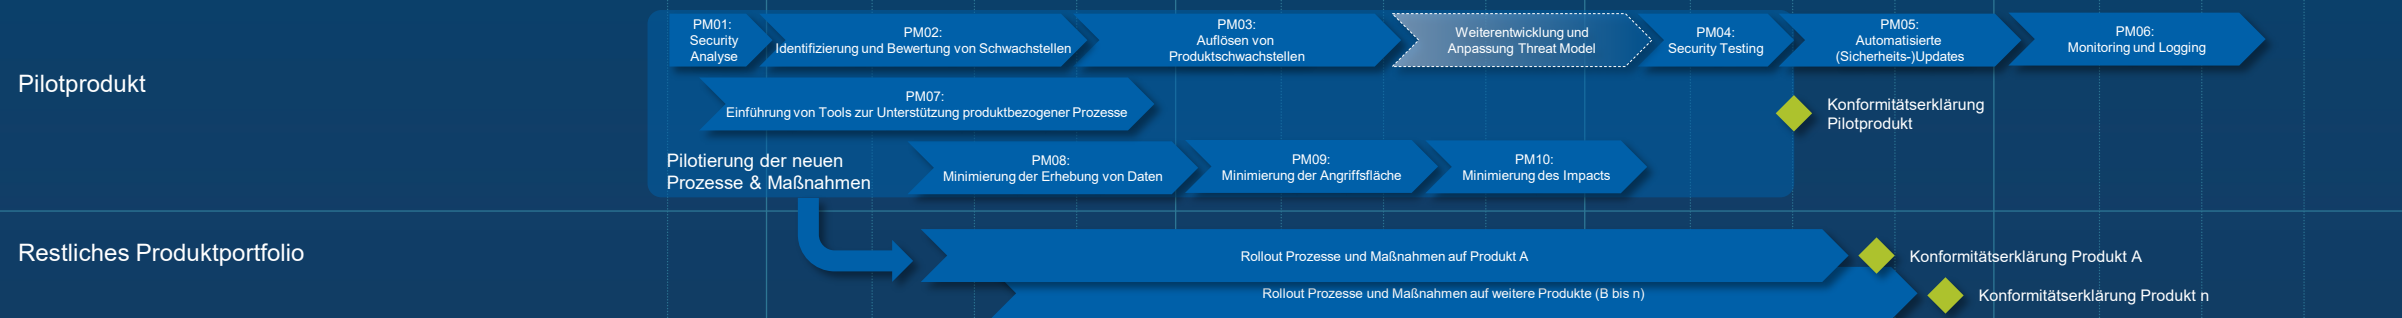 Pilotprodukt
PM01:
Security
Analyse
PM02:
Identifizierung und Bewertung von Schwachstellen
PM03:
Auflösen von
Produktschwachstellen
Weiterentwicklung und
Anpassung Threat Model
PM04:
Security Testing
PM05:
Automatisierte
(Sicherheits-)Updates
PM06:
Monitoring und Logging
PM07:
Einführung von Tools zur Unterstützung produktbezogener Prozesse
Konformitätserklärung
Pilotprodukt
Pilotierung der neuen
Prozesse & Maßnahmen
PM08:
Minimierung der Erhebung von Daten
PM09:
Minimierung der Angriffsfläche
PM10:
Minimierung des Impacts
Restliches Produktportfolio
Rollout Prozesse und Maßnahmen auf Produkt A
Konformitätserklärung Produkt A
Rollout Prozesse und Maßnahmen auf weitere Produkte (B bis n)
Konformitätserklärung Produkt n